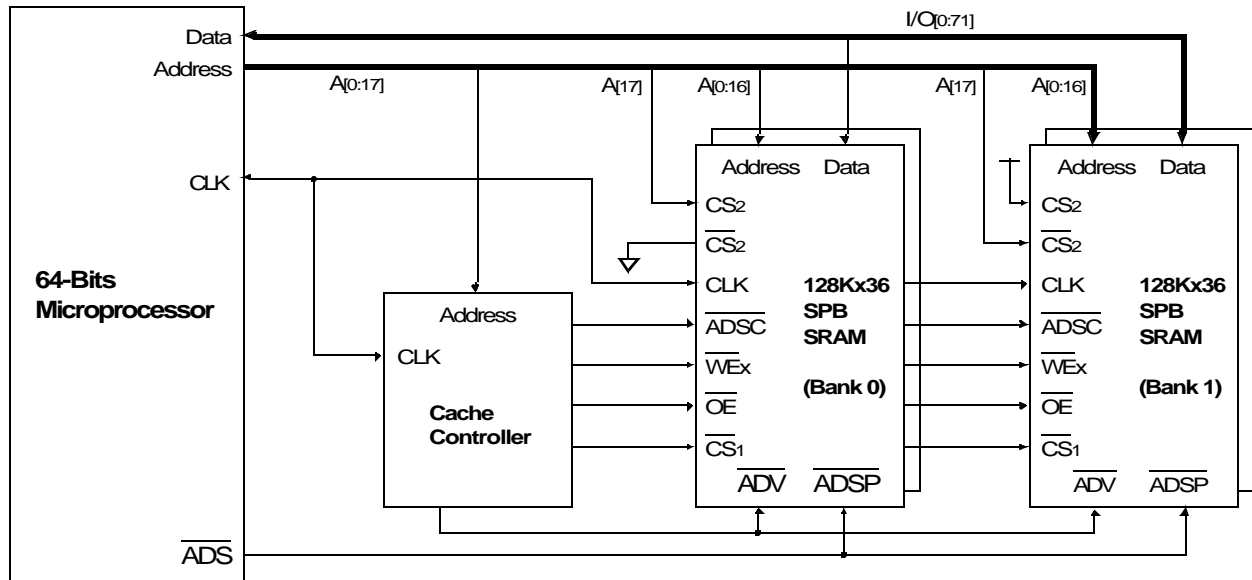 I/O[0:71]
Data
Address
A[0:17]
A[17]
A[0:16]
A[17]
A[0:16]
CLK
64-Bits
Microprocessor
ADS
Address
CLK
Cache
Controller
Address Data
CS2
CS2
CLK
ADSC
WEx
OE
CS1
128Kx36
SPB
SRAM
(Bank 0)
ADV ADSP
Address Data
CS2
CS2
CLK
ADSC
WEx
OE
CS1
128Kx36
SPB
SRAM
(Bank 1)
ADV ADSP